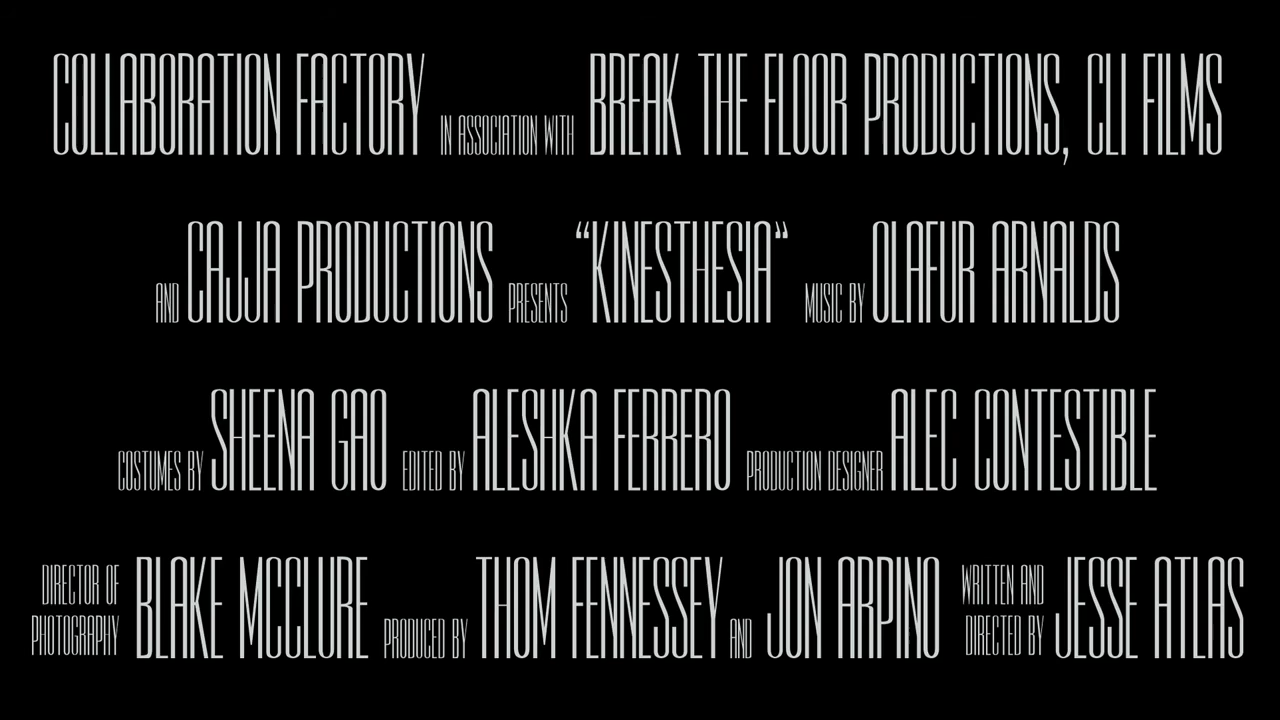 COLLABORATION FACTORY IN ASSOCIATION WITH BREAK THE FLOOR PRODUCTIONS, CLI FILMS
AND CAJJA PRODUCTIONS PRESENTS “KINESTHESIA“ MUSIC BY OLAFUR ARNALDS
COSTUMES BY SHEENA GAO EDITED BY ALESHKA FERRERO PRODUCTION DESIGNER ALEC CONTESTIBLE
DIRECTOR OF PHOTOGRAPHY BLAKE MCCLURE PRODUCED BY THOM FENNESSEY AND JON ARPINO WRITTEN AND DIRECTED BY JESSE ATLAS